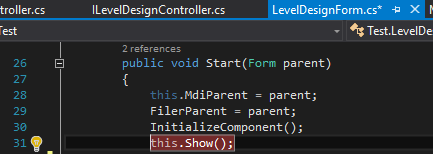 troller.cs ILevelDesignController.cs LevelDesignForm.cs*
Test Test.LevelDe
2 references
26 public void Start(Form parent)
27 {
28 this.MdiParent = parent;
29 FilerParent = parent;
30 InitializeComponent();
31 this.Show();